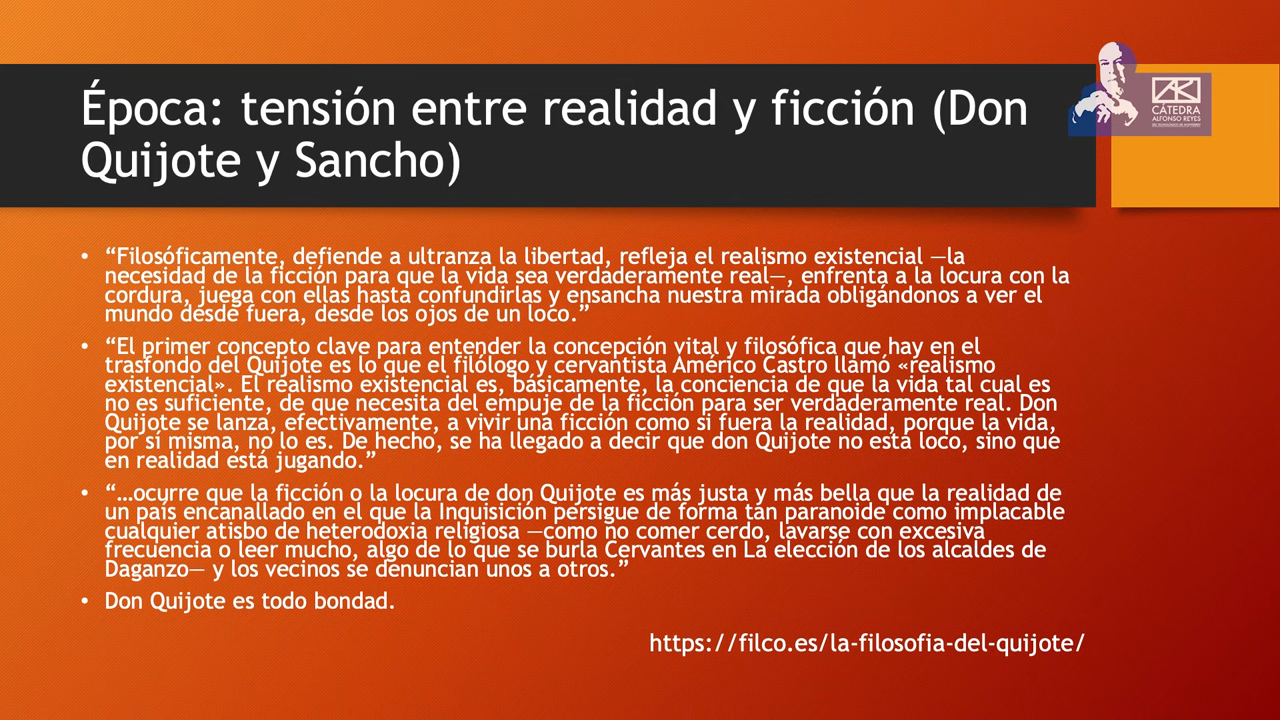 Época: tensión entre realidad y ficción (Don
Quijote y Sancho)
CÁTEDRA
ALFONSO REYES
• “Filosóficamente, defiende a ultranza la libertad, refleja el realismo existencial —la
necesidad de la ficción para que la vida sea verdaderamente real—, enfrenta a la locura con la
cordura, juega con ellas hasta confundirlas y ensancha nuestra mirada obligándonos a ver el
mundo desde fuera, desde los ojos de un loco.”
• “El primer concepto clave para entender la concepción vital y filosófica que hay en el
trasfondo del Quijote es lo que el filólogo y cervantista Américo Castro llamó «realismo
existencial». El realismo existencial es, básicamente, la conciencia de que la vida tal cual es
no es suficiente, de que necesita del empuje de la ficción para ser verdaderamente real. Don
Quijote se lanza, efectivamente, a vivir una ficción como si fuera la realidad, porque la vida,
por sí misma, no lo es. De hecho, se ha llegado a decir que don Quijote no está loco, sino que
en realidad está jugando.”
• “…ocurre que la ficción o la locura de don Quijote es más justa y más bella que la realidad de
un país encanallado en el que la Inquisición persigue de forma tan paranoide como implacable
cualquier atisbo de heterodoxia religiosa —como no comer cerdo, lavarse con excesiva
frecuencia o leer mucho, algo de lo que se burla Cervantes en La elección de los alcaldes de
Daganzo— y los vecinos se denuncian unos a otros.”
• Don Quijote es todo bondad.
https://filco.es/la-filosofia-del-quijote/